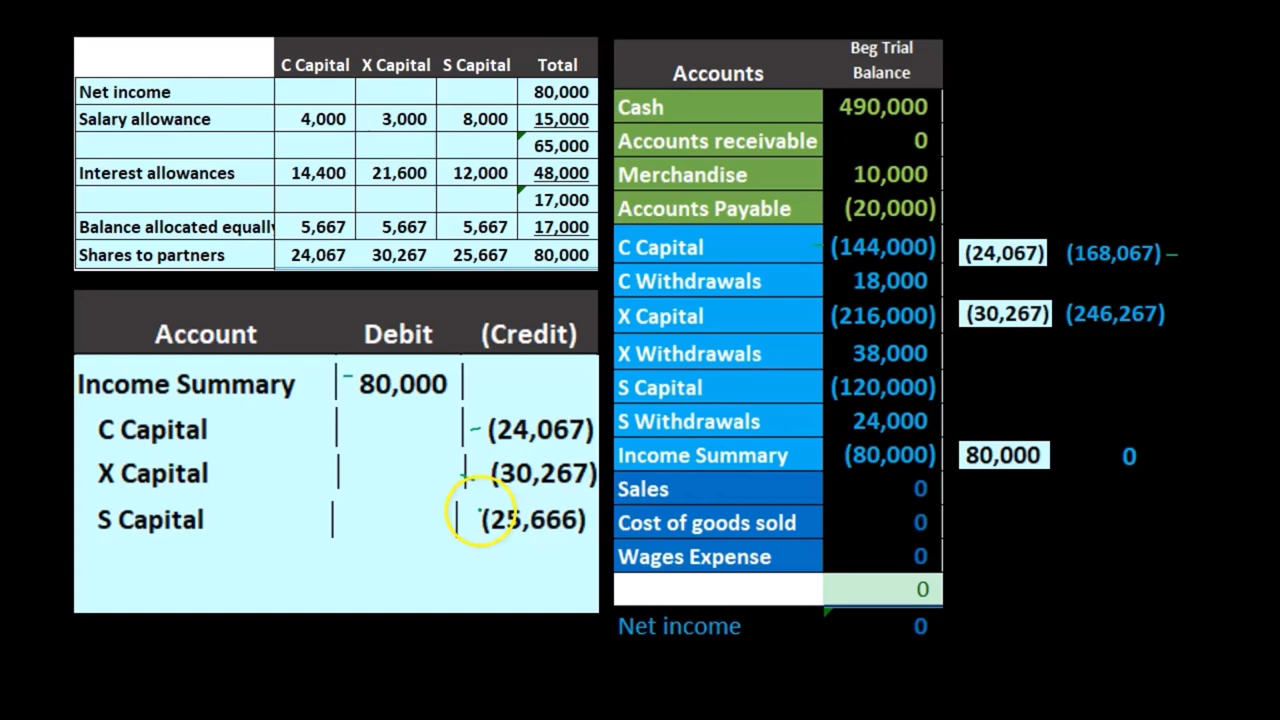 C Capital X Capital S Capital Total
Net income 80,000
Salary allowance 4,000 3,000 8,000 15,000
65,000
Interest allowances 14,400 21,600 12,000 48,000
17,000
Balance allocated equally 5,667 5,667 5,667 17,000
Shares to partners 24,067 30,267 25,667 80,000
Account Debit (Credit)
Income Summary 80,000
C Capital (24,067)
X Capital (30,267)
S Capital (25,666)
Beg Trial
Accounts Balance
Cash 490,000
Accounts receivable 0
Merchandise 10,000
Accounts Payable (20,000)
C Capital (144,000) (24,067) (168,067)
C Withdrawals 18,000
X Capital (216,000) (30,267) (246,267)
X Withdrawals 38,000
S Capital (120,000)
S Withdrawals 24,000
Income Summary (80,000) 80,000 0
Sales 0
Cost of goods sold 0
Wages Expense 0
0
Net income 0